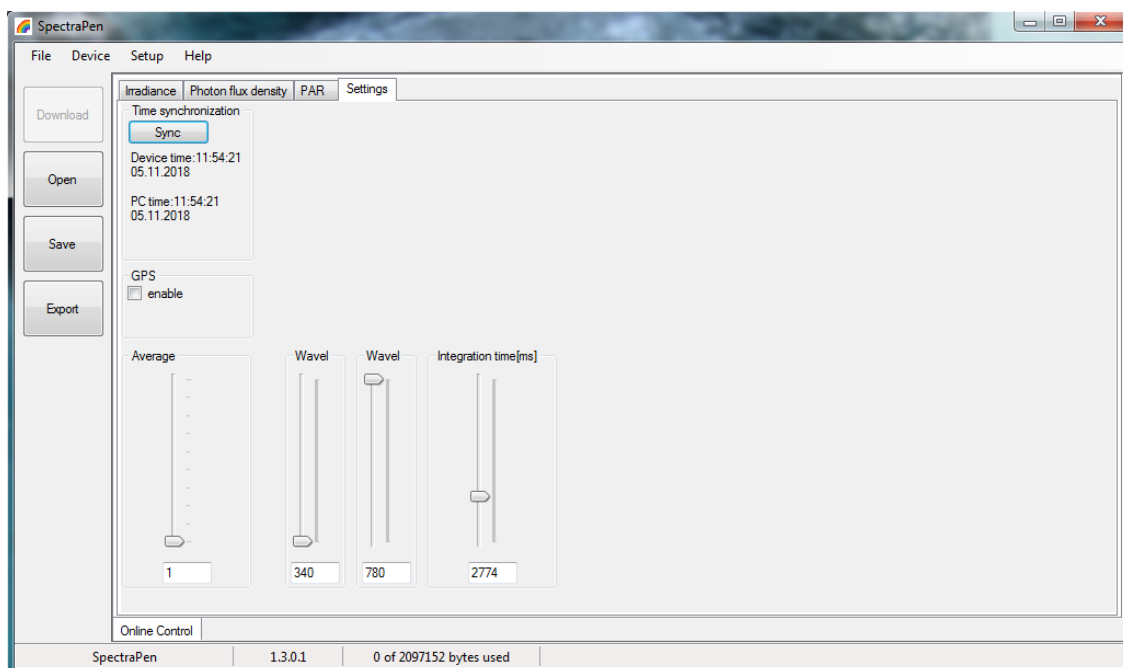 SpectraPen
File Device Setup Help
Download
Open
Save
Export
Irradiance Photon flux density PAR Settings
Time synchronization
Sync
Device time:11:54:21
05.11.2018
PC time:11:54:21
05.11.2018
GPS
enable
Average
1
Wavel
340
Wavel
780
Integration time[ms]
2774
Online Control
SpectraPen 1.3.0.1 0 of 2097152 bytes used